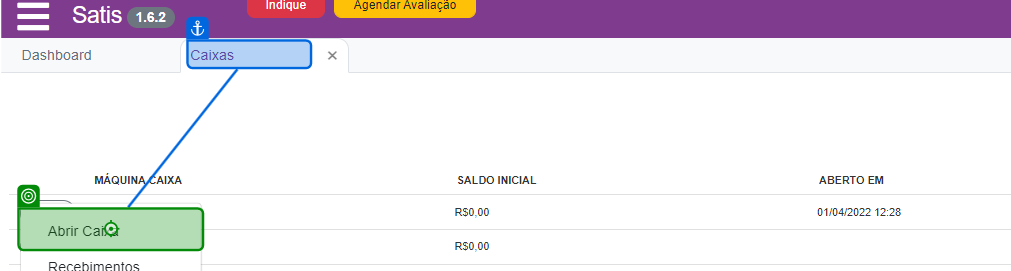 Satis 1.6.2
Indique
Agendar Avaliação
Dashboard
Caixas
MÁQUINA CAIXA
SALDO INICIAL
ABERTO EM
R$0,00
01/04/2022 12:28
Abrir Caixa
R$0,00
Recebimentos